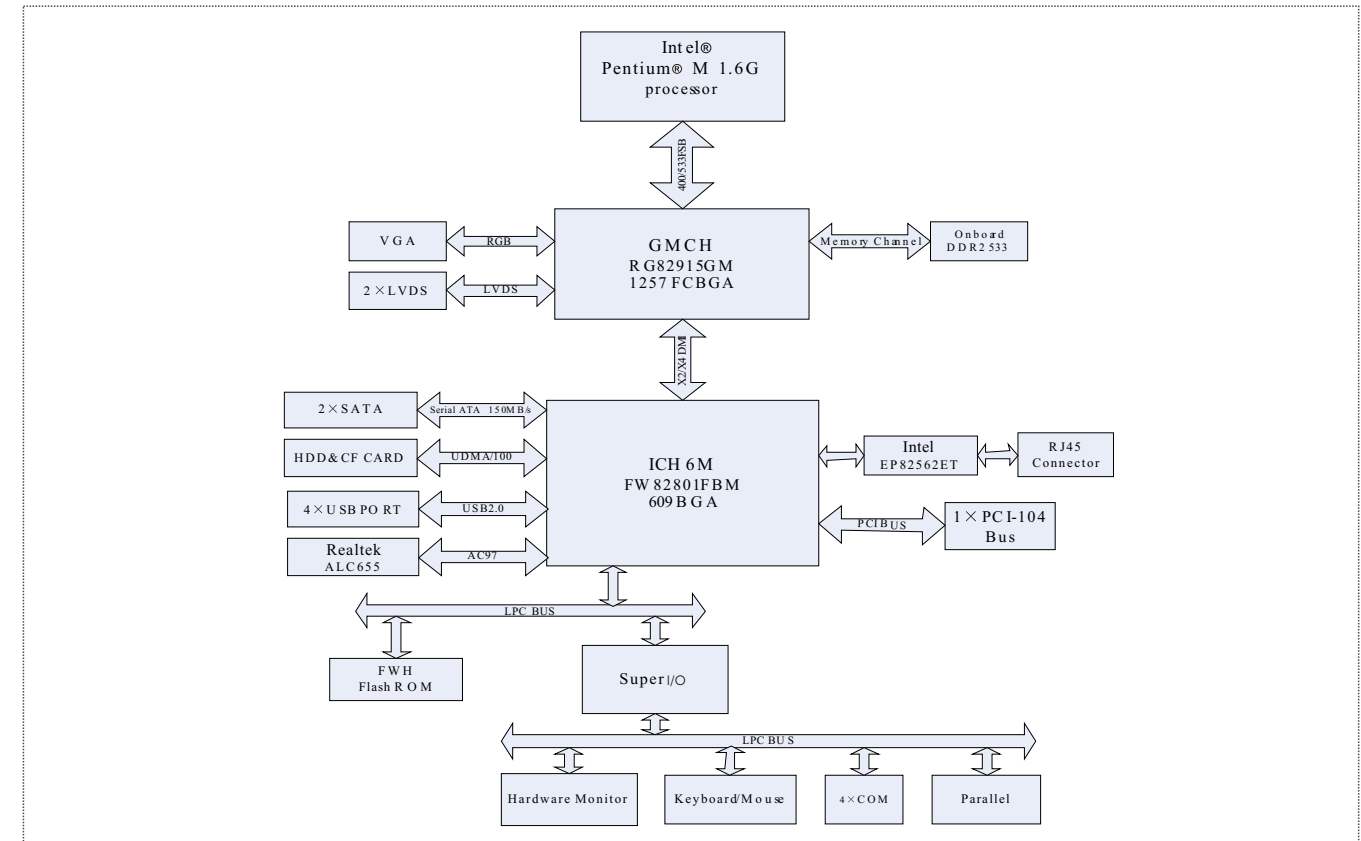 Intel®
Pentium® M 1.6G
processor
400/533FSB
VGA
RGB
GMCH
RG82915GM
1257 FCBGA
Memory Channel
Onboard
DDR2 533
2×LVDS
LVDS
X2/X4 DMI
2×SATA
Serial ATA 150MB/s
HDD&CF CARD
UDMA/100
ICH 6M
FW82801FBM
609BGA
Intel
EP82562ET
RJ45
Connector
4×USB PORT
USB2.0
PCI BUS
1×PCI-104
Bus
Realtek
ALC655
AC97
LPC BUS
FWH
Flash ROM
Super I/O
LPC BUS
Hardware Monitor
Keyboard/Mouse
4×COM
Parallel